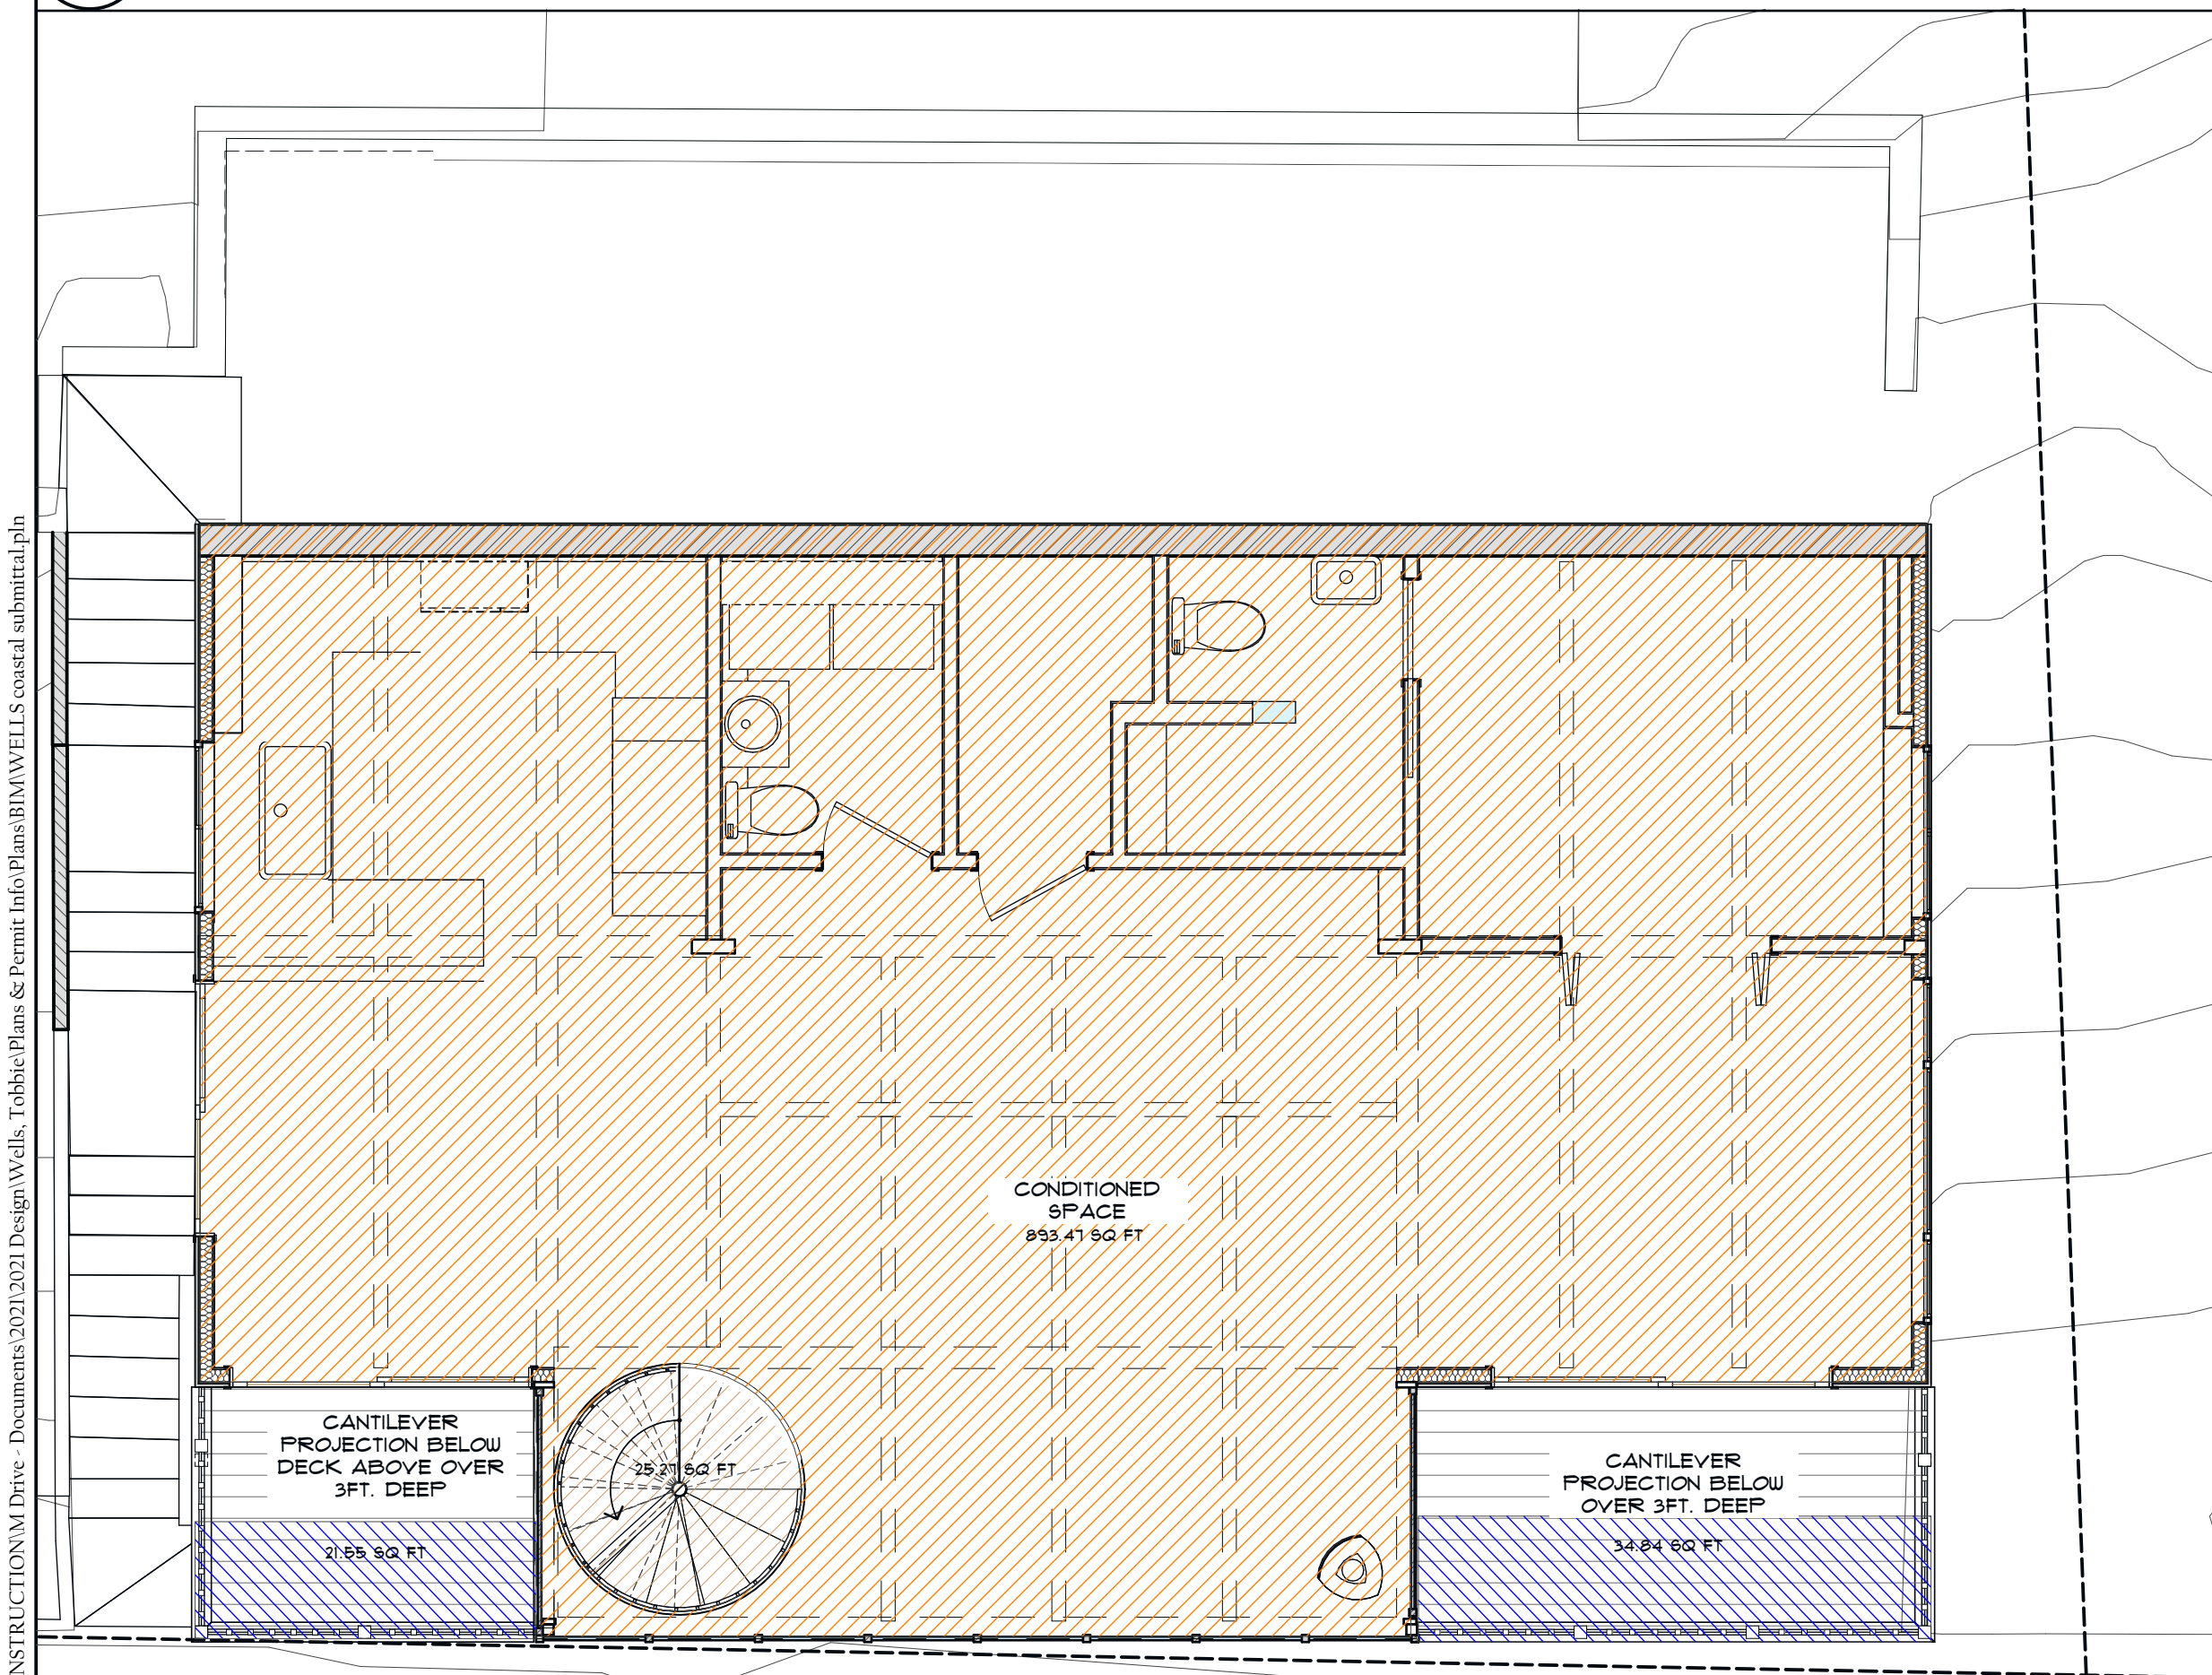 NSTRUCTION\M Drive - Documents\2021\2021 Design\Wells, Tobbie\Plans & Permit Info\Plans\BIM\WELLS coastal submittal.pln
CONDITIONED
SPACE
893.47 SQ FT
CANTILEVER
PROJECTION BELOW
DECK ABOVE OVER
3FT. DEEP
21.55 SQ FT
25.27 SQ FT
CANTILEVER
PROJECTION BELOW
OVER 3FT. DEEP
34.84 SQ FT